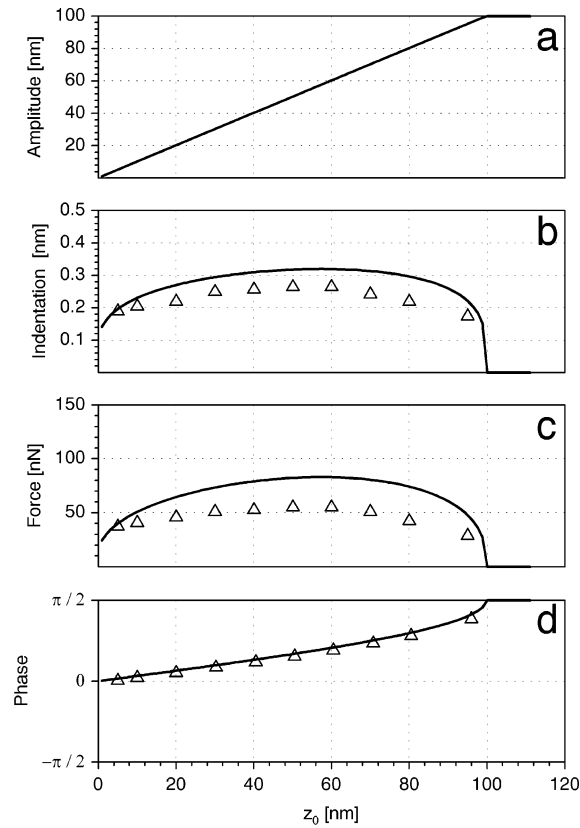 100
80
60
40
20
Amplitude [nm]
a
0.5
0.4
0.3
0.2
0.1
Indentation [nm]
b
150
100
50
Force [nN]
c
π / 2
0
−π / 2
Phase
d
0 20 40 60 80 100 120
z0 [nm]